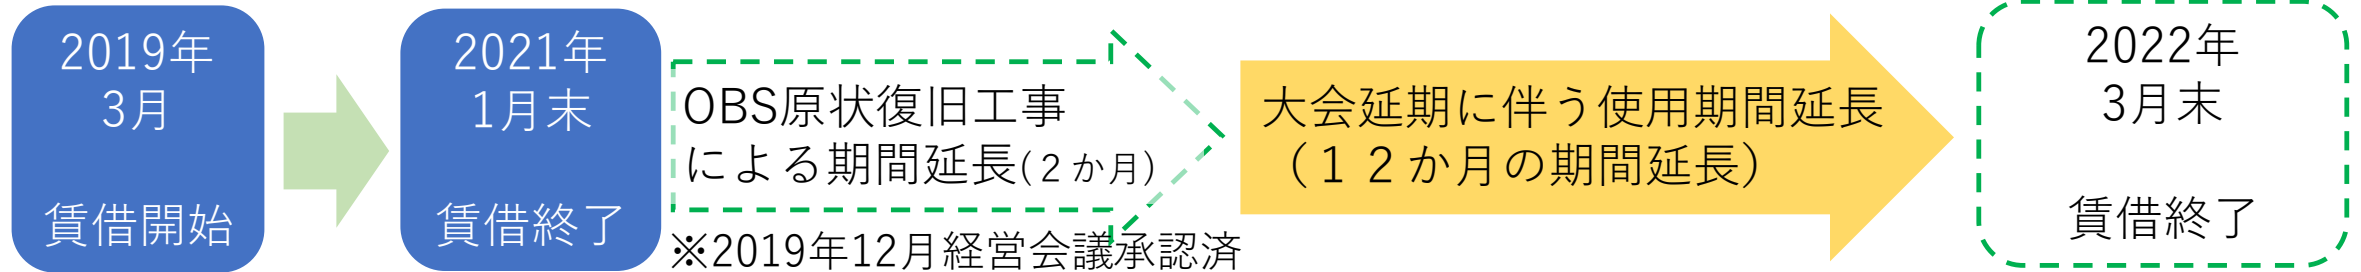 2019年
3月
賃借開始
2021年
1月末
賃借終了
OBS原状復旧工事
による期間延長(２か月)
※2019年12月経営会議承認済
大会延期に伴う使用期間延長
（１２か月の期間延長）
2022年
3月末
賃借終了